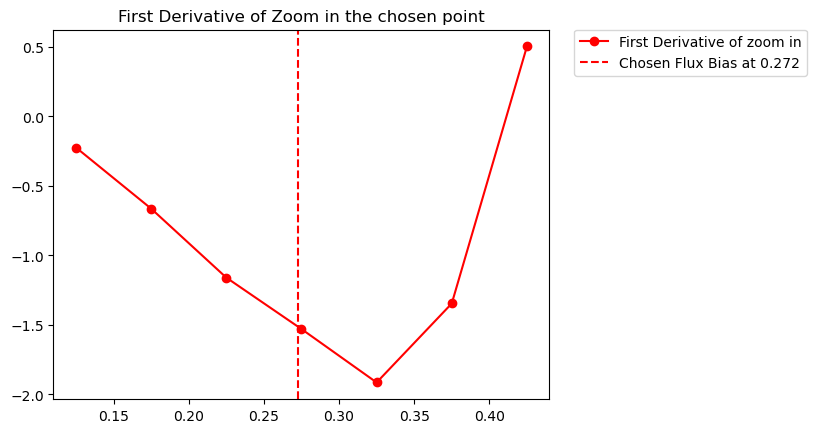 First Derivative of Zoom in the chosen point
First Derivative of zoom in
Chosen Flux Bias at 0.272
0.5
0.0
−0.5
−1.0
−1.5
−2.0
0.15 0.20 0.25 0.30 0.35 0.40